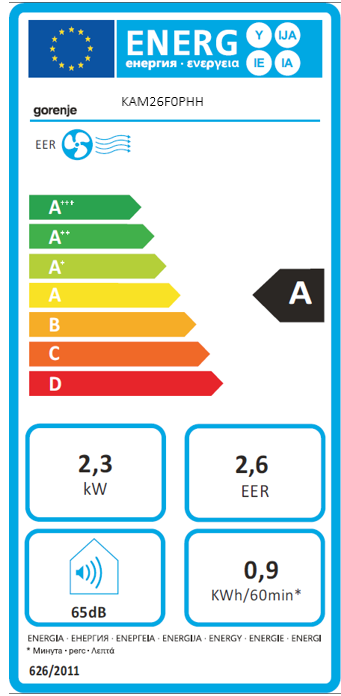 ENERG
енергия · ενεργεια
Y IJA
IE IA
KAM26F0PHH
gorenje
EER
A+++
A++
A+
A
B
C
D
A
2,3
kW
2,6
EER
65dB
0,9
KWh/60min*
ENERGIA · ЕНЕРГИЯ · ΕΝΕΡΓΕΙΑ · ENERGIJA · ENERGY · ENERGIE · ENERGI
* Минута · perc · Λεπτά
626/2011